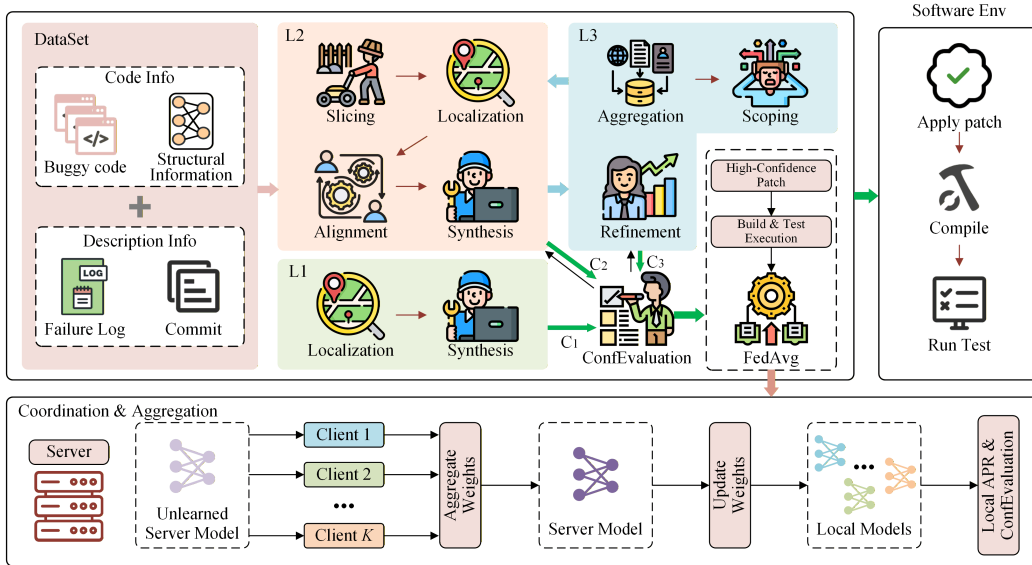 Software Env
DataSet
Code Info
</>
Buggy code
Structural
Information
Description Info
LOG
Failure Log
Commit
L2
Slicing
Localization
Alignment
Synthesis
L1
Localization
Synthesis
L3
Aggregation
Scoping
Refinement
C1
C2
C3
ConfEvaluation
High-Confidence
Patch
Build & Test
Execution
FedAvg
Apply patch
Compile
Run Test
Coordination & Aggregation
Server
Unlearned
Server Model
Client 1
Client 2
...
Client K
Aggregate
Weights
Server Model
Update
Weights
...
Local Models
Local APR &
ConfEvaluation